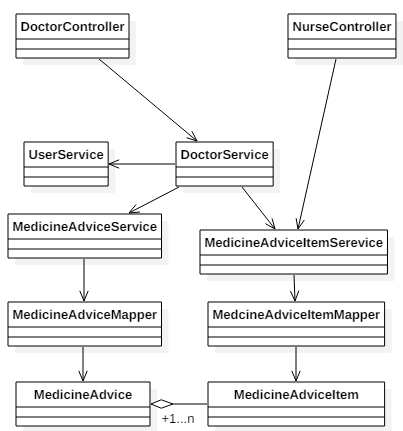 DoctorController
NurseController
UserService
DoctorService
MedicineAdviceService
MedicineAdviceItemSerevice
MedicineAdviceMapper
MedcineAdviceItemMapper
MedicineAdvice
MedicineAdviceItem
+1...n